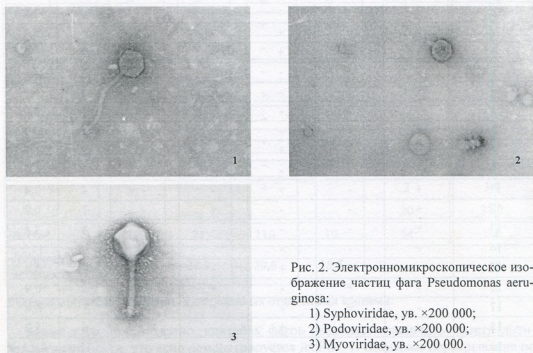 1
2
3
Рис. 2. Электронномикроскопическое изо-
бражение частиц фага Pseudomonas aeru-
ginosa:
1) Syphoviridae, ув. ×200 000;
2) Podoviridae, ув. ×200 000;
3) Myoviridae, ув. ×200 000.